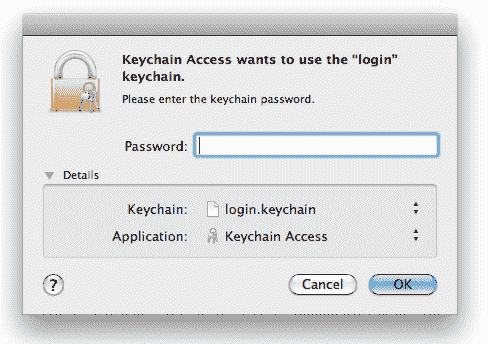 Keychain Access wants to use the “login”
keychain.
Please enter the keychain password.
Password:
Details
Keychain: login.keychain
Application: Keychain Access
? Cancel OK